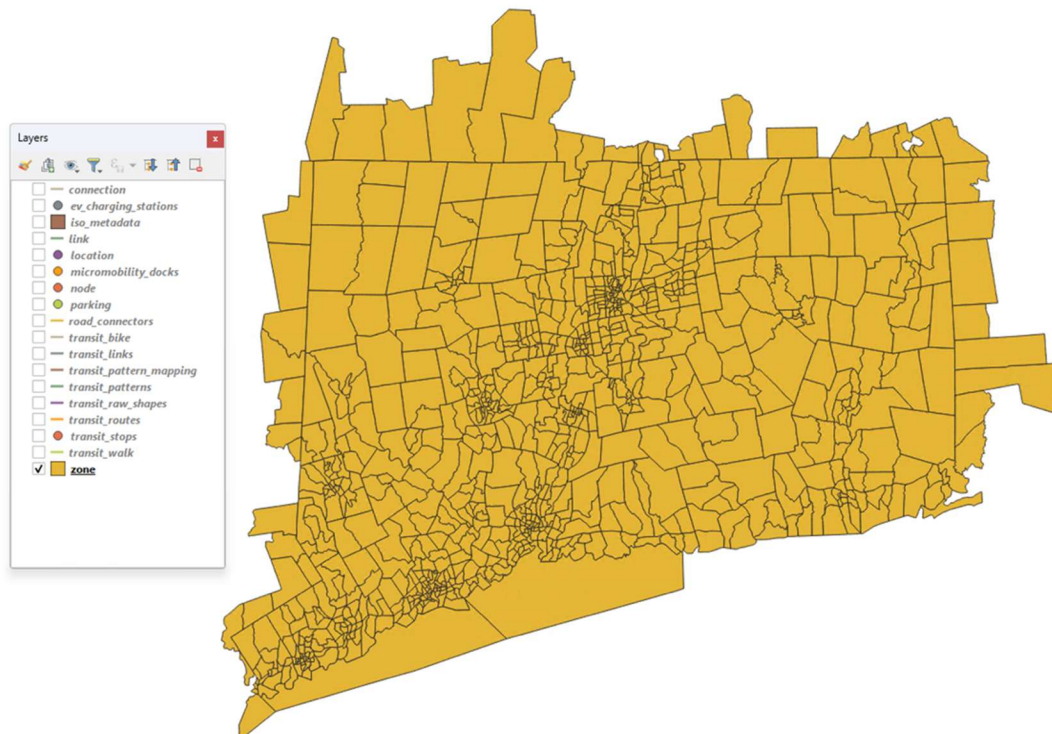 Layers
connection
ev_charging_stations
iso_metadata
link
location
micromobility_docks
node
parking
road_connectors
transit_bike
transit_links
transit_pattern_mapping
transit_patterns
transit_raw_shapes
transit_routes
transit_stops
transit_walk
zone